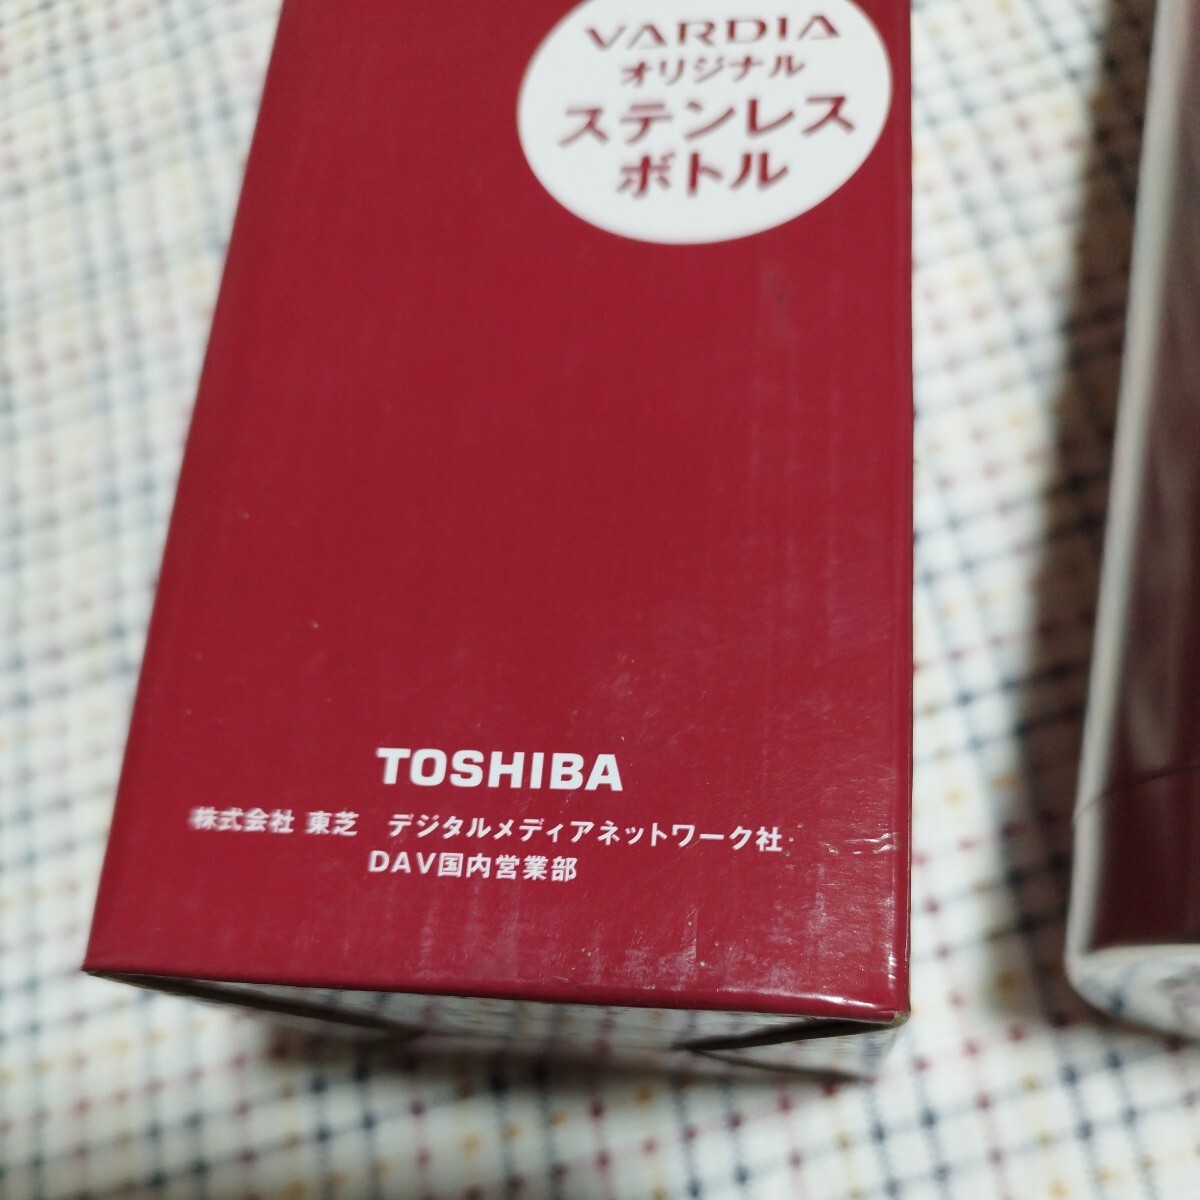 VARDIA
オリジナル
ステンレス
ボトル
TOSHIBA
株式会社 東芝　デジタルメディアネットワーク社
DAV国内営業部